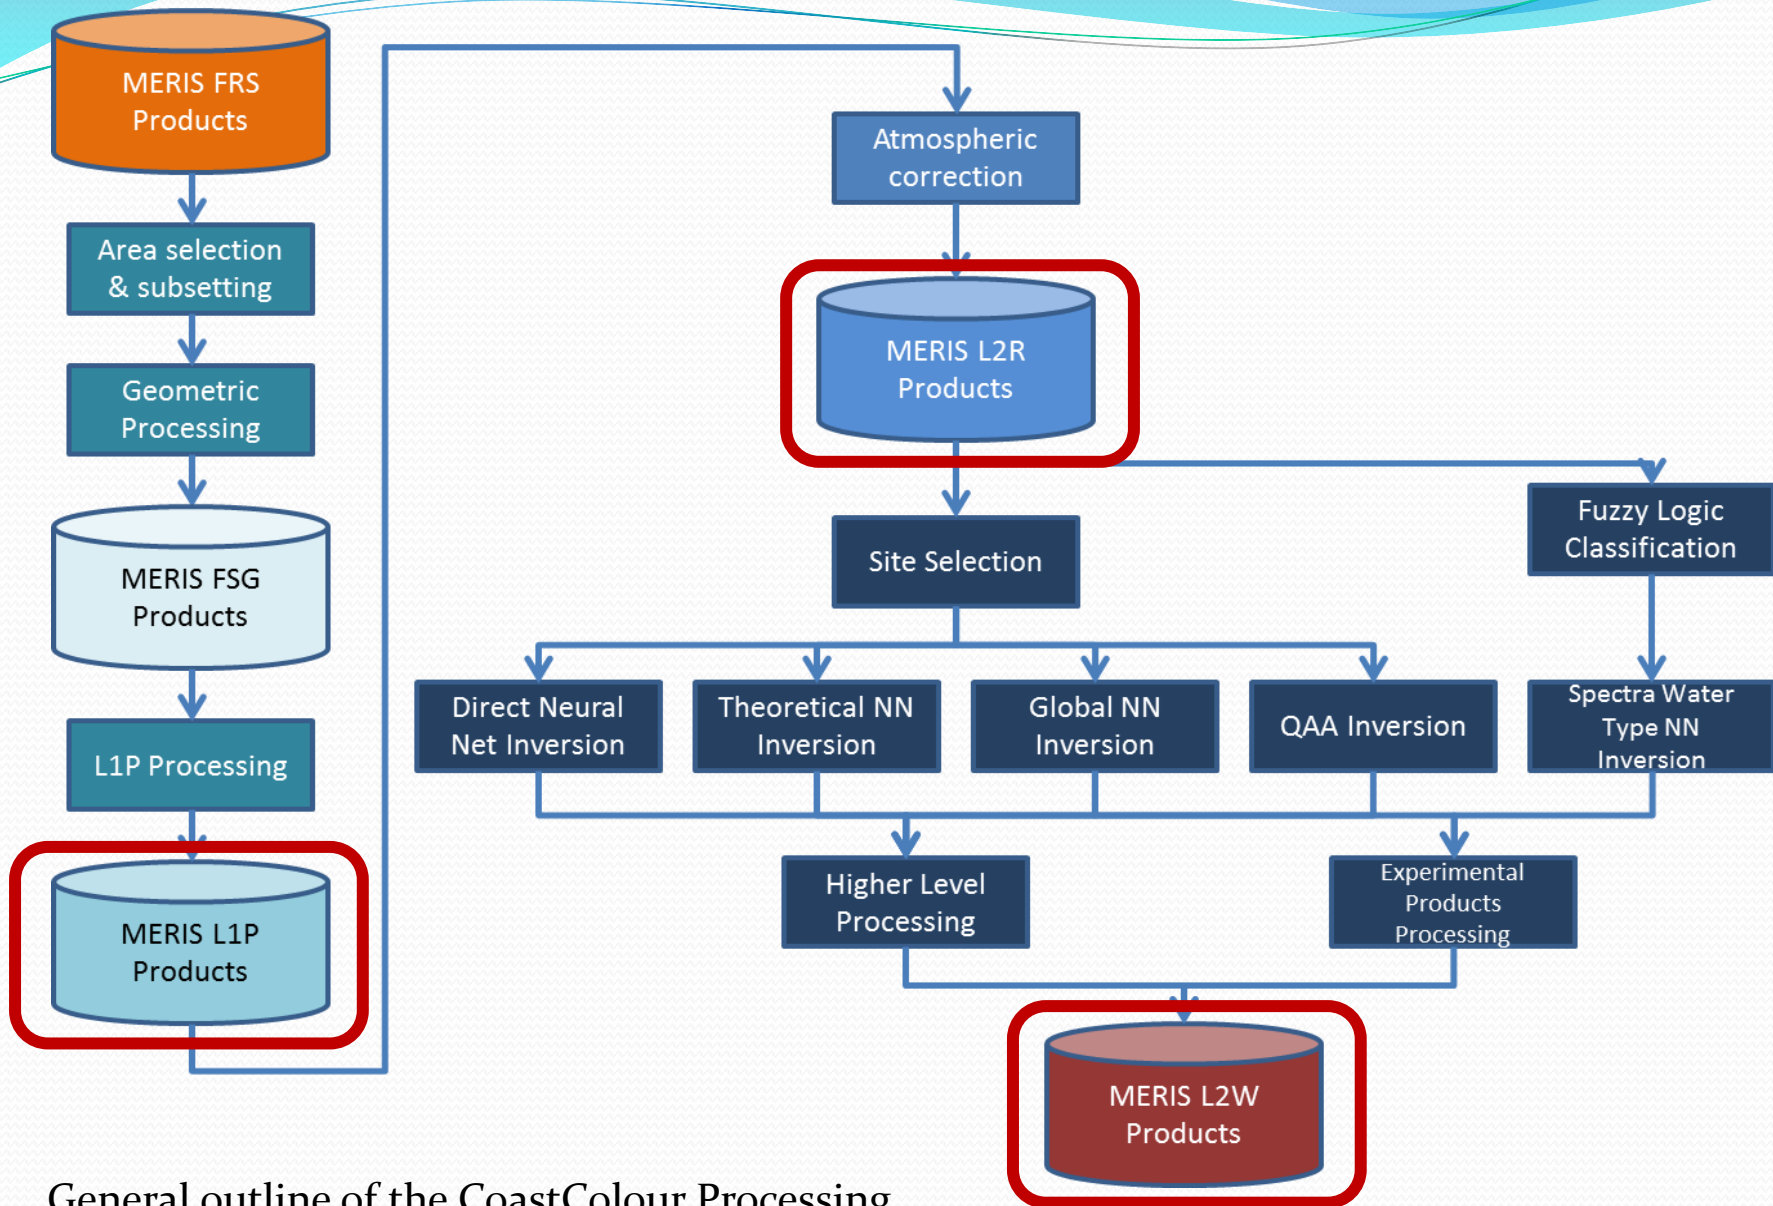 MERIS FRS
Products
Area selection
& subsetting
Geometric
Processing
MERIS FSG
Products
L1P Processing
MERIS L1P
Products
Atmospheric
correction
MERIS L2R
Products
Site Selection
Fuzzy Logic
Classification
Direct Neural
Net Inversion
Theoretical NN
Inversion
Global NN
Inversion
QAA Inversion
Spectra Water
Type NN
Inversion
Higher Level
Processing
Experimental
Products
Processing
MERIS L2W
Products
General outline of the CoastColour Processing